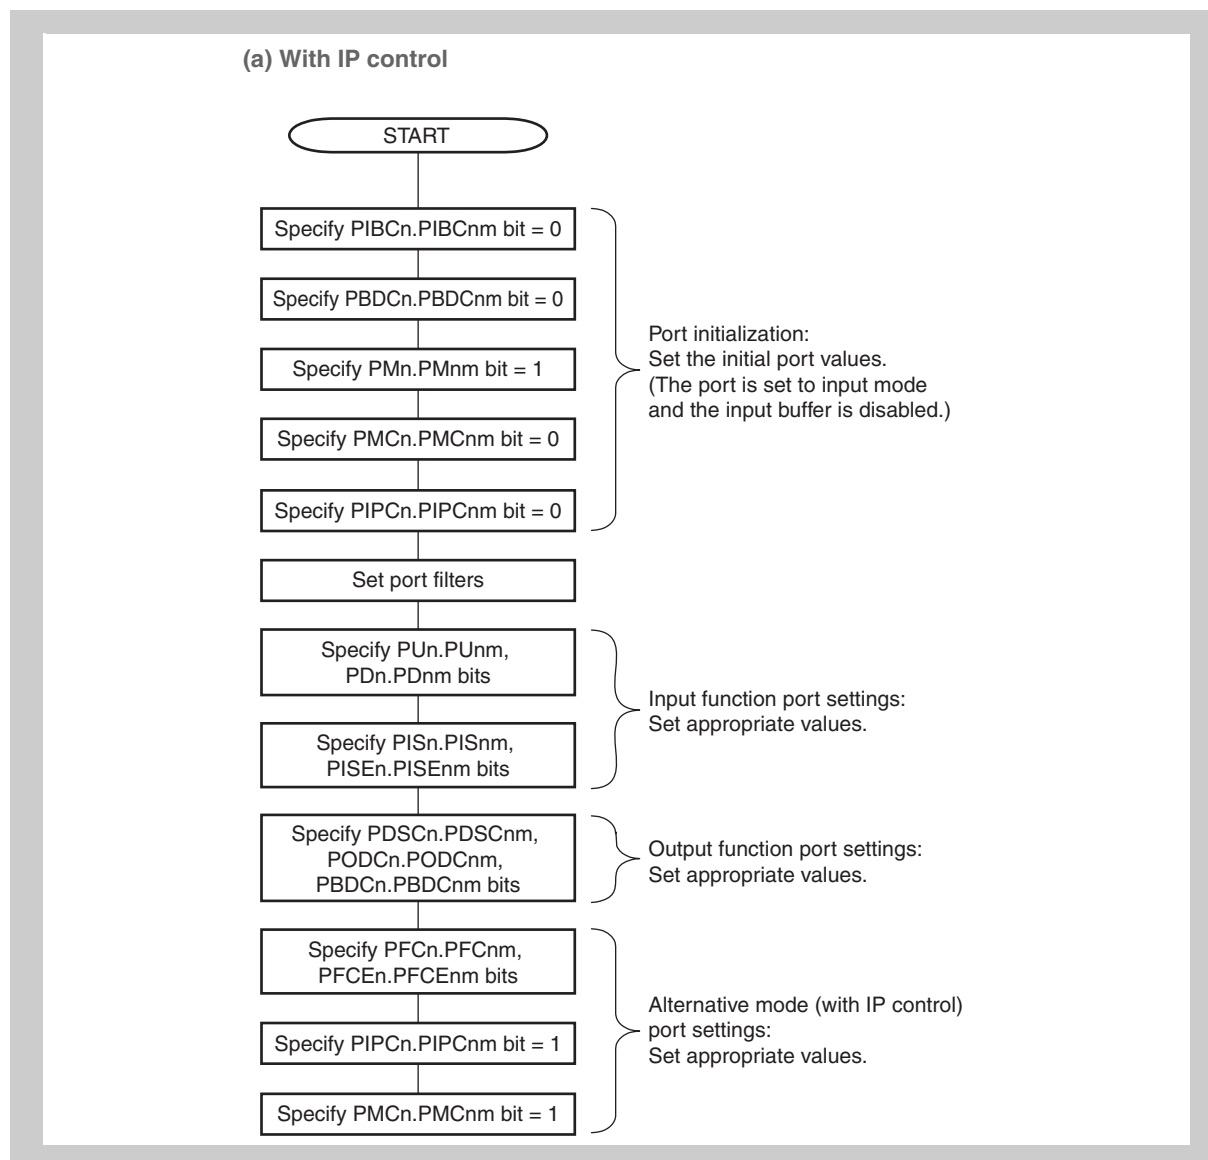 (a) With IP control
START
Specify PIBCn.PIBCnm bit = 0
Specify PBDCn.PBDCnm bit = 0
Specify PMn.PMnm bit = 1
Specify PMCn.PMCnm bit = 0
Specify PIPCn.PIPCnm bit = 0
Port initialization:
Set the initial port values.
(The port is set to input mode
and the input buffer is disabled.)
Set port filters
Specify PUn.PUnm,
PDn.PDnm bits
Specify PISn.PISnm,
PISEn.PISEnm bits
Input function port settings:
Set appropriate values.
Specify PDSCn.PDSCnm,
PODCn.PODCnm,
PBDCn.PBDCnm bits
Output function port settings:
Set appropriate values.
Specify PFCn.PFCnm,
PFCEn.PFCEnm bits
Specify PIPCn.PIPCnm bit = 1
Specify PMCn.PMCnm bit = 1
Alternative mode (with IP control)
port settings:
Set appropriate values.